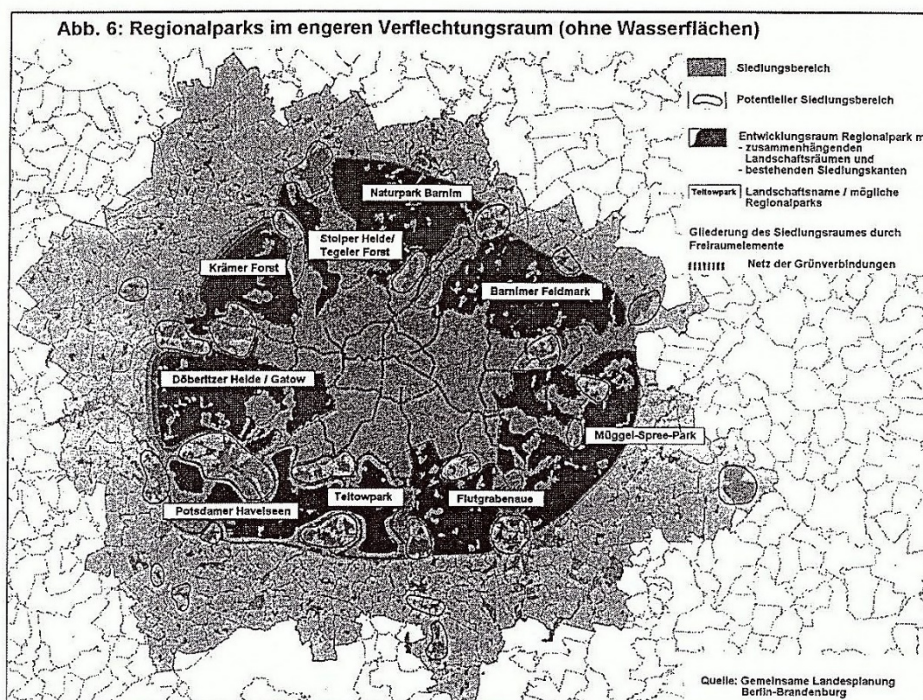 Abb. 6: Regionalparks im engeren Verflechtungsraum (ohne Wasserflächen)
Siedlungsbereich
Potentieller Siedlungsbereich
Entwicklungsraum Regionalpark m
- zusammenhängenden
Landschaftsräumen und
- bestehenden Siedlungskanten
Teltowpark
Landschaftsname / mögliche
Regionalparks
Gliederung des Siedlungsraumes durch
Freiraumelemente
Netz der Grünverbindungen
Naturpark Barnim
Stolper Heide/
Tegeler Forst
Krämer Forst
Barnimer Feldmark
Döberitzer Heide / Gatow
Müggel-Spree-Park
Teltowpark
Flutgrabenaue
Potsdamer Havelseen
Quelle: Gemeinsame Landesplanung
Berlin-Brandenburg